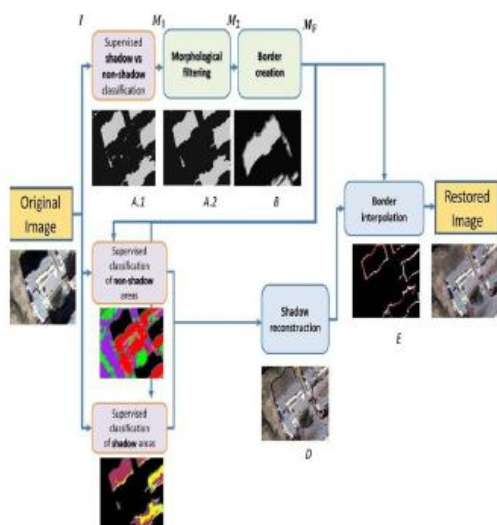 I
M₁
M₂
M_B
Supervised
shadow vs
non-shadow
classification
Morphological
filtering
Border
creation
A.1
A.2
B
Original
Image
Supervised
classification
of non-shadow
areas
Border
interpolation
Restored
Image
Shadow
reconstruction
E
Supervised
classification
of shadow areas
D